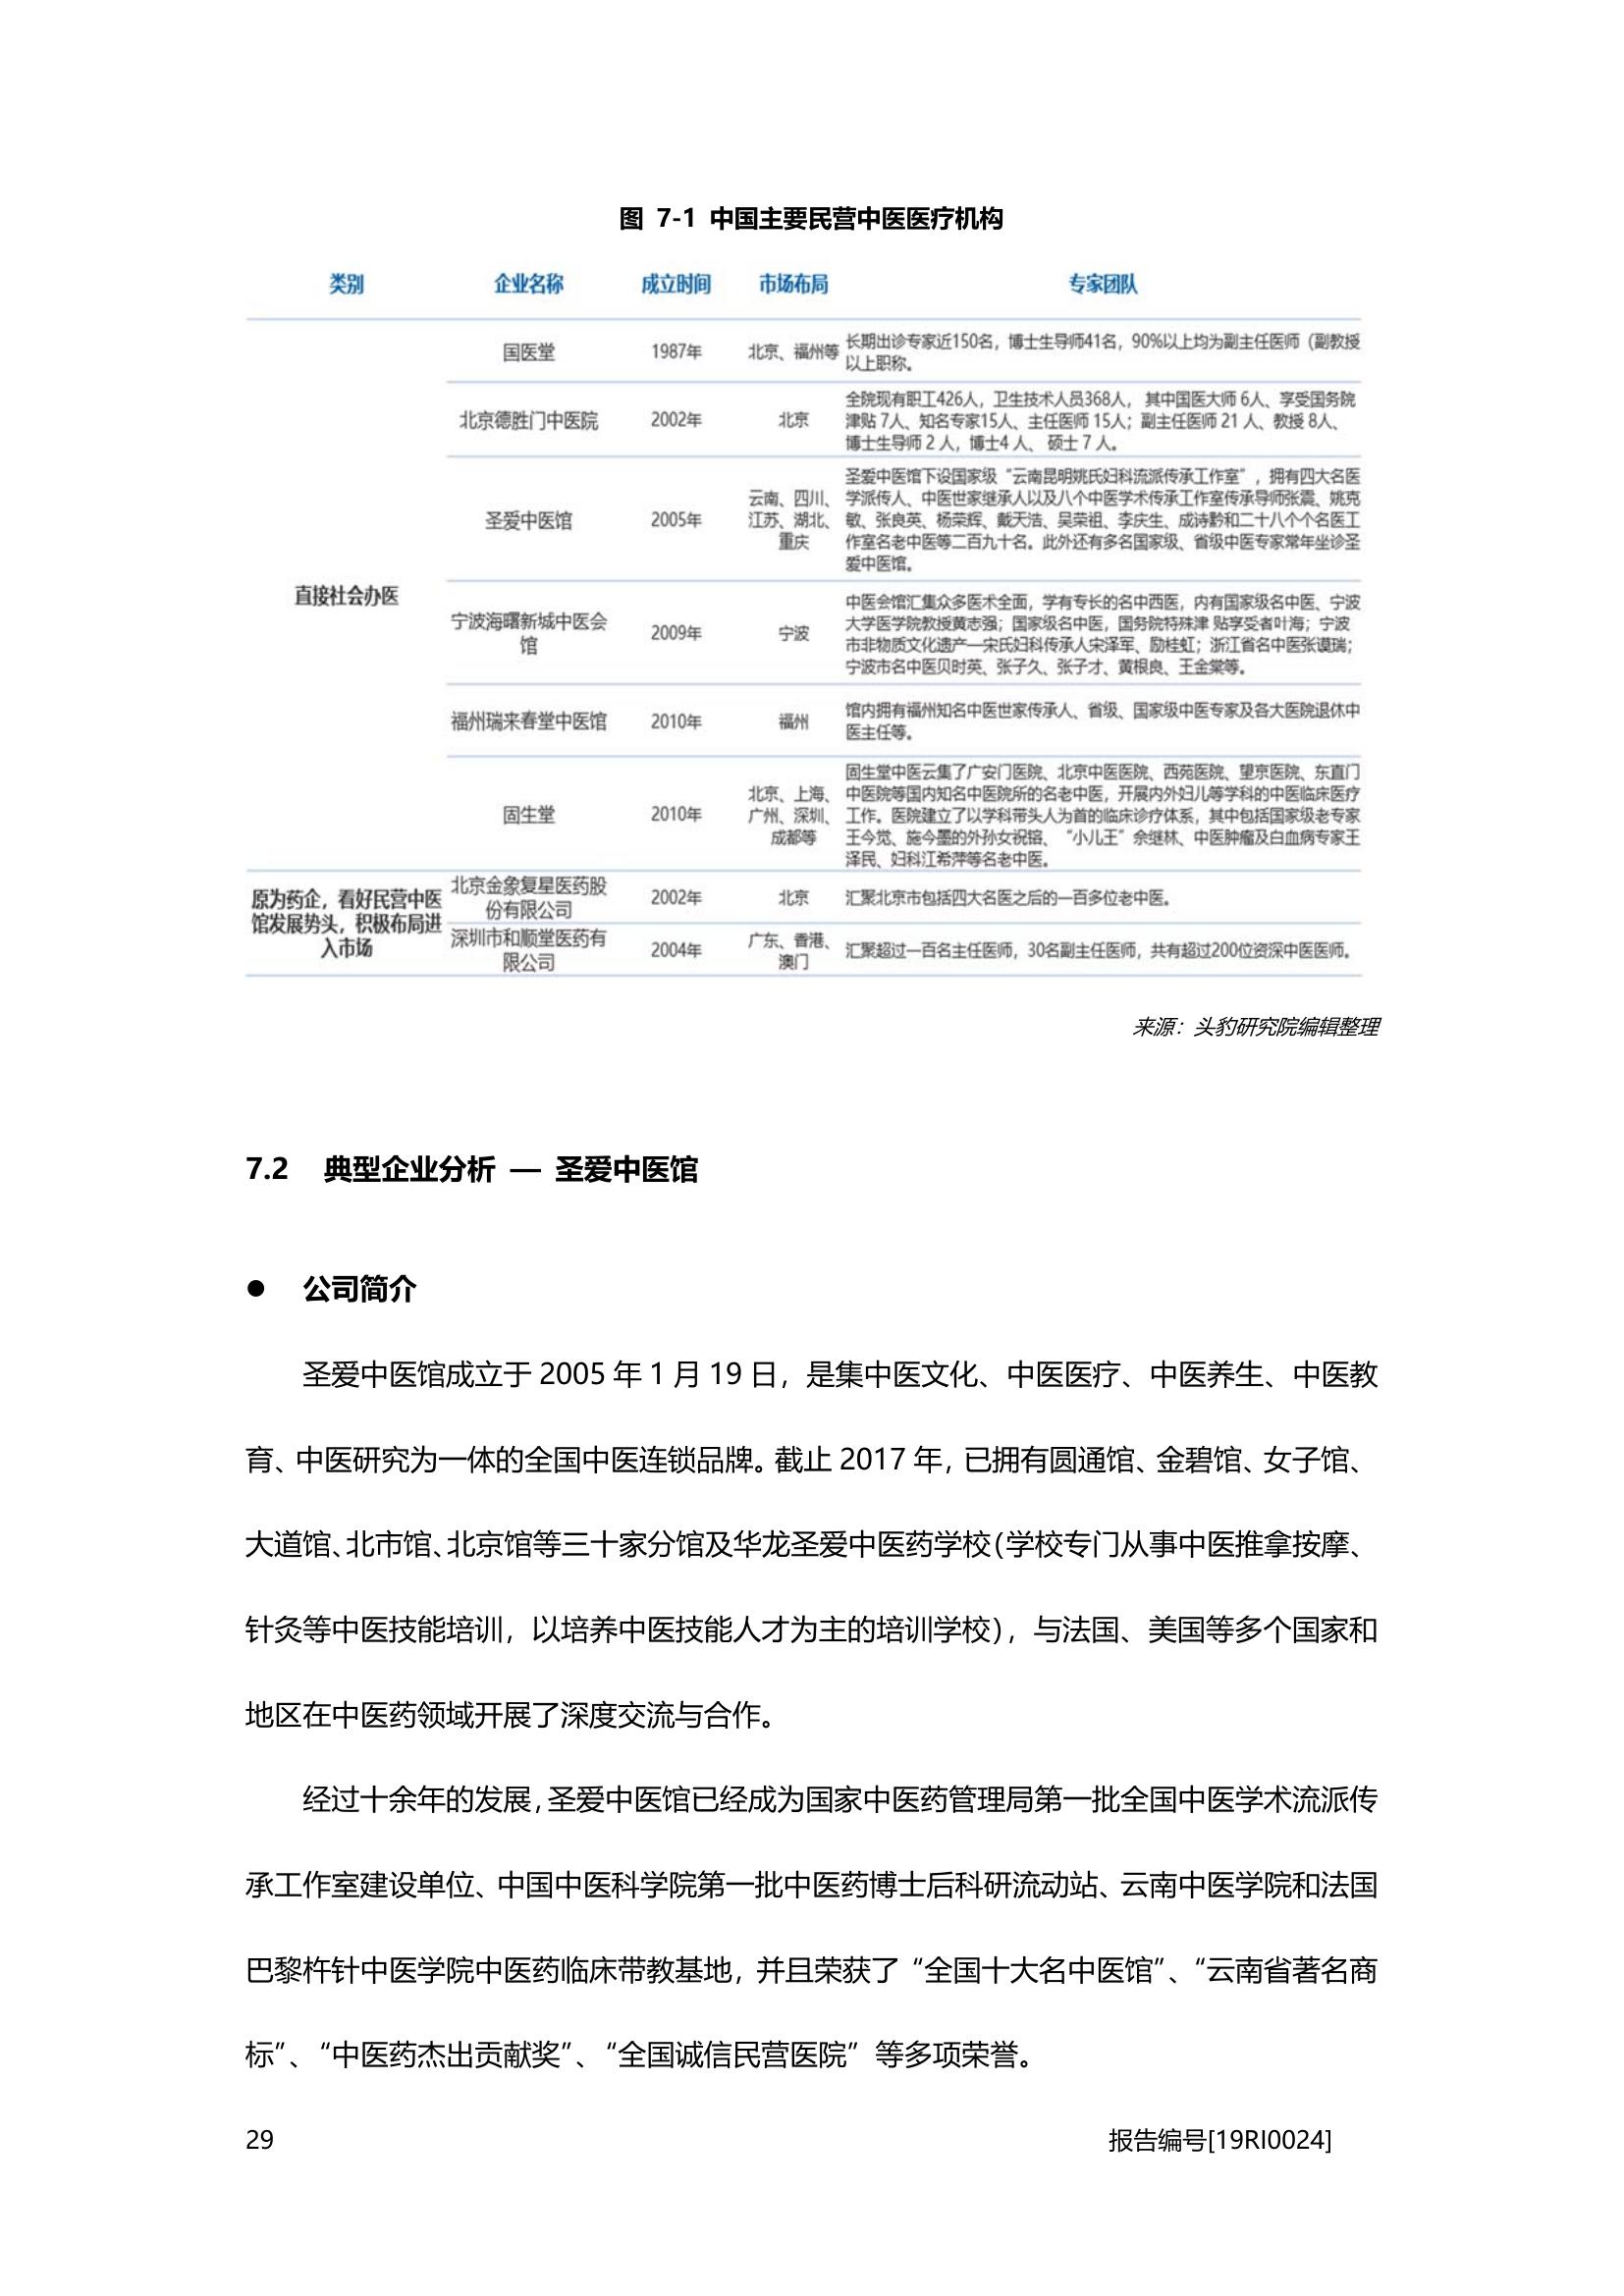 图 7-1 中国主要民营中医医疗机构
类别 企业名称 成立时间 市场布局 专家团队
直接社会办医
国医堂 1987年 北京、福州等
长期出诊专家近150名，博士生导师41名，90%以上均为副主任医师（副教授
以上职称。
北京德胜门中医院 2002年 北京
全院现有职工426人，卫生技术人员368人， 其中国医大师 6人、享受国务院
津贴 7人、知名专家15人、主任医师 15人；副主任医师 21 人、教授 8人、
博士生导师 2 人，博士4 人、 硕士 7 人。
圣爱中医馆 2005年
云南、四川、
江苏、湖北、
重庆
圣爱中医馆下设国家级“云南昆明姚氏妇科流派传承工作室”，拥有四大名医
学派传人、中医世家继承人以及八个中医学术传承工作室传承导师张震、姚克
敏、张良英、杨荣辉、戴天浩、吴荣祖、李庆生、成诗黔和二十八个个名医工
作室名老中医等二百九十名。此外还有多名国家级、省级中医专家常年坐诊圣
爱中医馆。
宁波海曙新城中医会
馆
2009年 宁波
中医会馆汇集众多医术全面，学有专长的名中西医，内有国家级名中医、宁波
大学医学院教授黄志强；国家级名中医，国务院特殊津 贴享受者叶海；宁波
市非物质文化遗产—宋氏妇科传承人宋泽军、励桂虹；浙江省名中医张谟瑞；
宁波市名中医贝时英、张子久、张子才、黄根良、王金棠等。
福州瑞来春堂中医馆 2010年 福州
馆内拥有福州知名中医世家传承人、省级、国家级中医专家及各大医院退休中
医主任等。
固生堂 2010年
北京、上海、
广州、深圳、
成都等
固生堂中医云集了广安门医院、北京中医医院、西苑医院、望京医院、东直门
中医院等国内知名中医院所的名老中医，开展内外妇儿等学科的中医临床医疗
工作。医院建立了以学科带头人为首的临床诊疗体系，其中包括国家级老专家
王今觉、施今墨的外孙女祝镕、“小儿王”余继林、中医肿瘤及白血病专家王
泽民、妇科江希萍等名老中医。
原为药企，看好民营中医
馆发展势头，积极布局进
入市场
北京金象复星医药股
份有限公司
2002年 北京 汇聚北京市包括四大名医之后的一百多位老中医。
深圳市和顺堂医药有
限公司
2004年
广东、香港、
澳门
汇聚超过一百名主任医师，30名副主任医师，共有超过200位资深中医医师。
来源：头豹研究院编辑整理
7.2 典型企业分析 — 圣爱中医馆
● 公司简介
圣爱中医馆成立于 2005 年 1 月 19 日，是集中医文化、中医医疗、中医养生、中医教
育、中医研究为一体的全国中医连锁品牌。截止 2017 年，已拥有圆通馆、金碧馆、女子馆、
大道馆、北市馆、北京馆等三十家分馆及华龙圣爱中医药学校（学校专门从事中医推拿按摩、
针灸等中医技能培训，以培养中医技能人才为主的培训学校），与法国、美国等多个国家和
地区在中医药领域开展了深度交流与合作。
经过十余年的发展，圣爱中医馆已经成为国家中医药管理局第一批全国中医学术流派传
承工作室建设单位、中国中医科学院第一批中医药博士后科研流动站、云南中医学院和法国
巴黎杵针中医学院中医药临床带教基地，并且荣获了“全国十大名中医馆”、“云南省著名商
标”、“中医药杰出贡献奖”、“全国诚信民营医院”等多项荣誉。
29 报告编号[19RI0024]